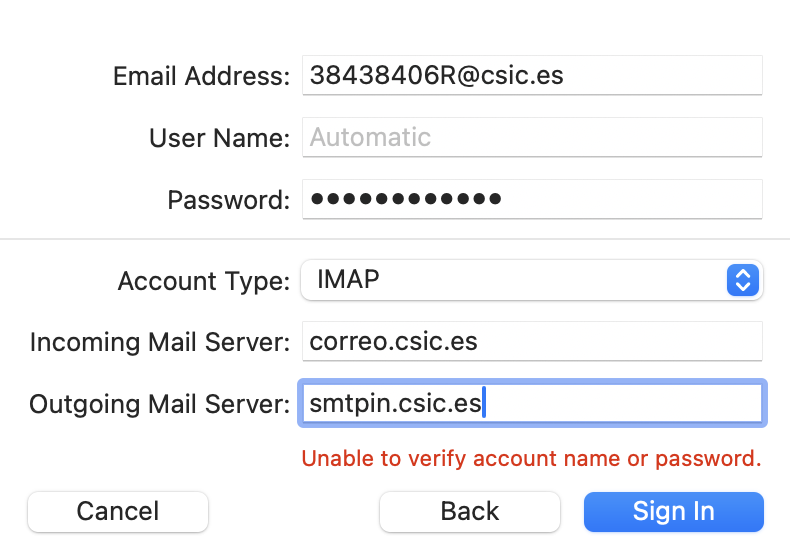 Email Address: 38438406R@csic.es
User Name: Automatic
Password: ●●●●●●●●●●●●
Account Type: IMAP
Incoming Mail Server: correo.csic.es
Outgoing Mail Server: smtpin.csic.es
Unable to verify account name or password.
Cancel Back Sign In